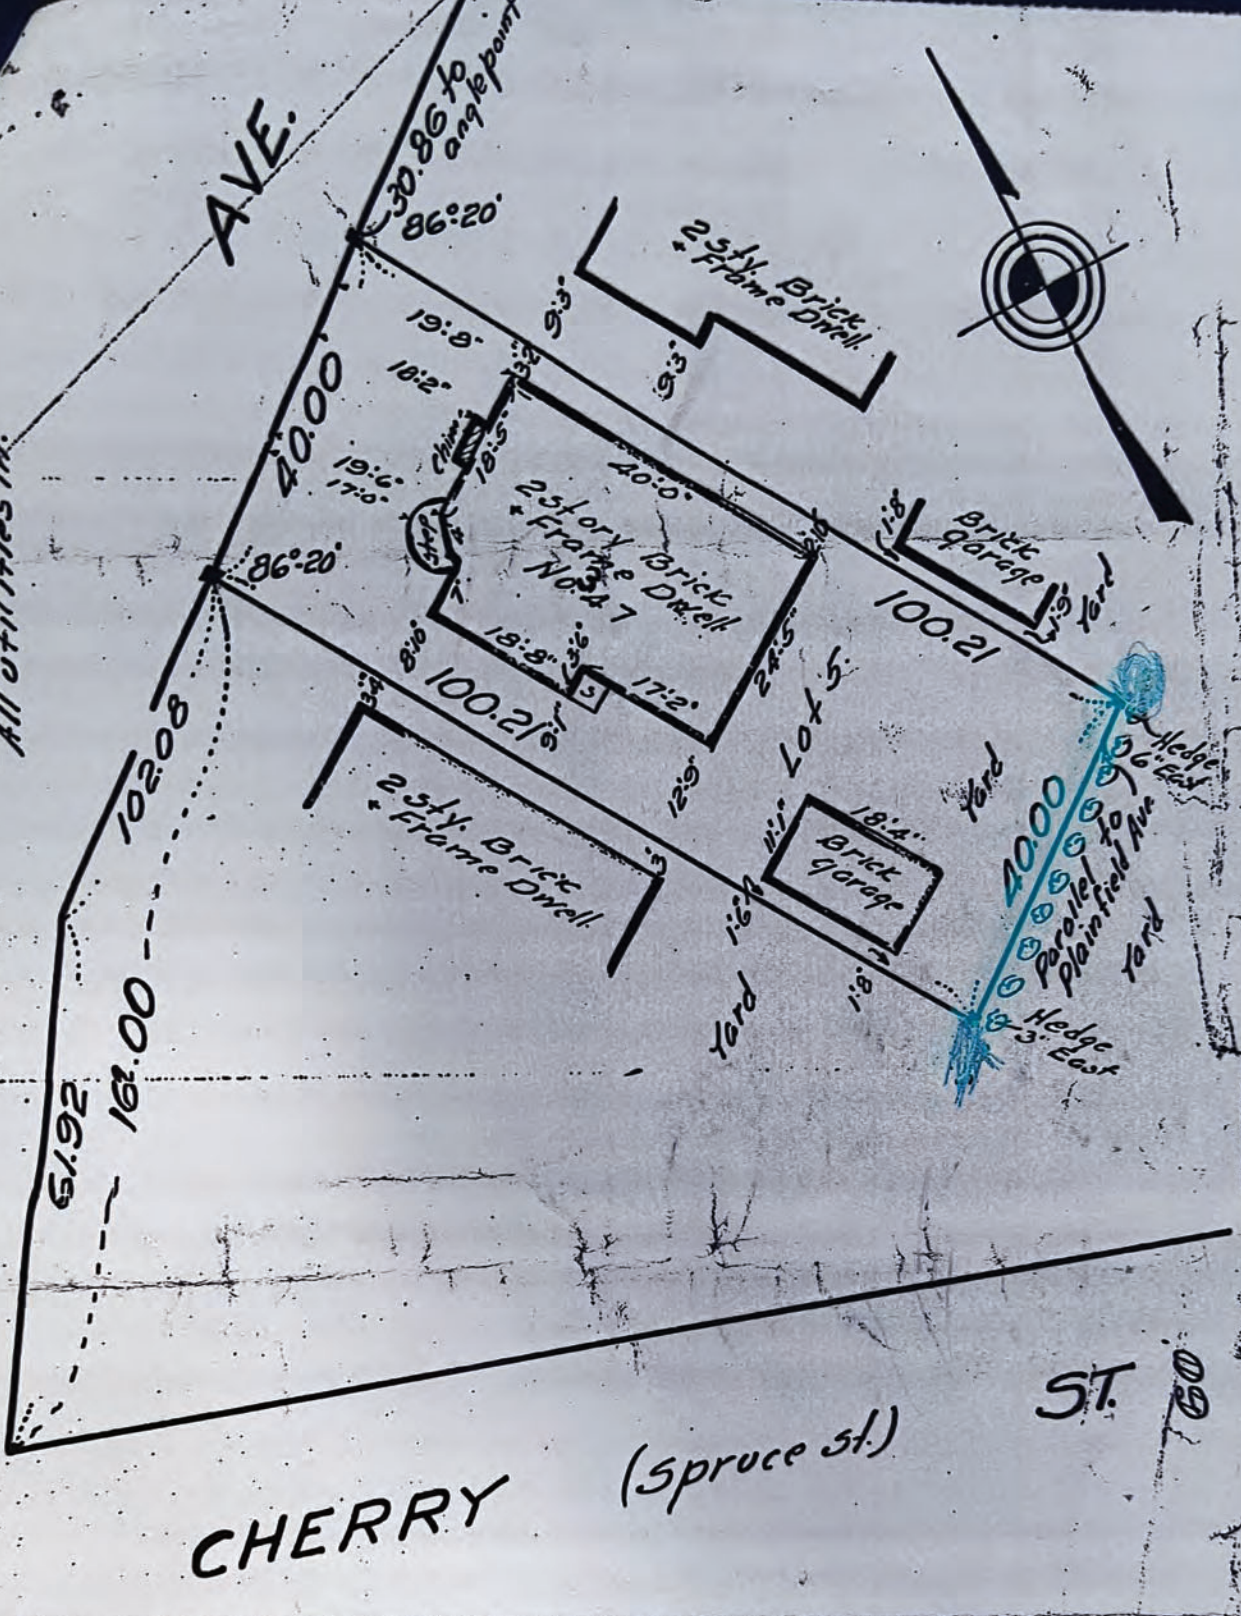 30.86 to
angle point
AVE.
86°20'
2 sty. Brick
+ Frame Dwell.
9'3"
9'3"
19'8"
18'2"
40.00
Chim.
18'5"
19'6"
17'0"
Step
40'0"
2 Story Brick
+ Frame Dwell.
No. 47
1'8"
Brick
garage
1'9"
Yard
86°20'
100.21
8'10"
18'8"
3'6"
S
17'2"
24'5"
Lot 5.
100.21
9'1"
102.08
2 sty. Brick
+ Frame Dwell.
12'9"
11'1"
18'4"
Brick
garage
Yard
40.00
Hedge
6" East
Parallel to
Plainfield Ave
Yard
1'6"
1'8"
Yard
Hedge
3" East
162.00
61.92
ST.
60
(Spruce st.)
CHERRY